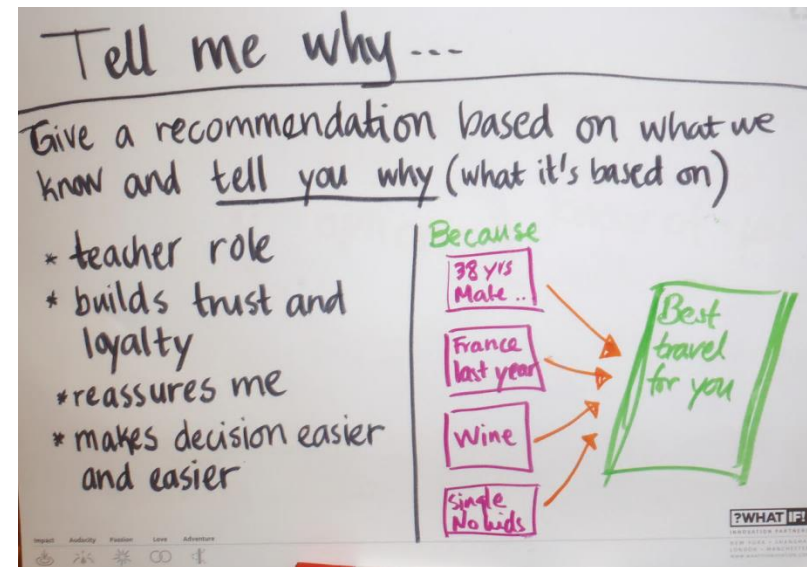 Tell me why...
Give a recommendation based on what we
know and tell you why (what it's based on)
* teacher role
* builds trust and
loyalty
* reassures me
* makes decision easier
and easier
Because
38 yrs
Male ..
France
last year
Wine
Single
No kids
Best
travel
for you
Impact Audacity Passion Love Adventure
?WHAT IF!
INNOVATION PARTNERS